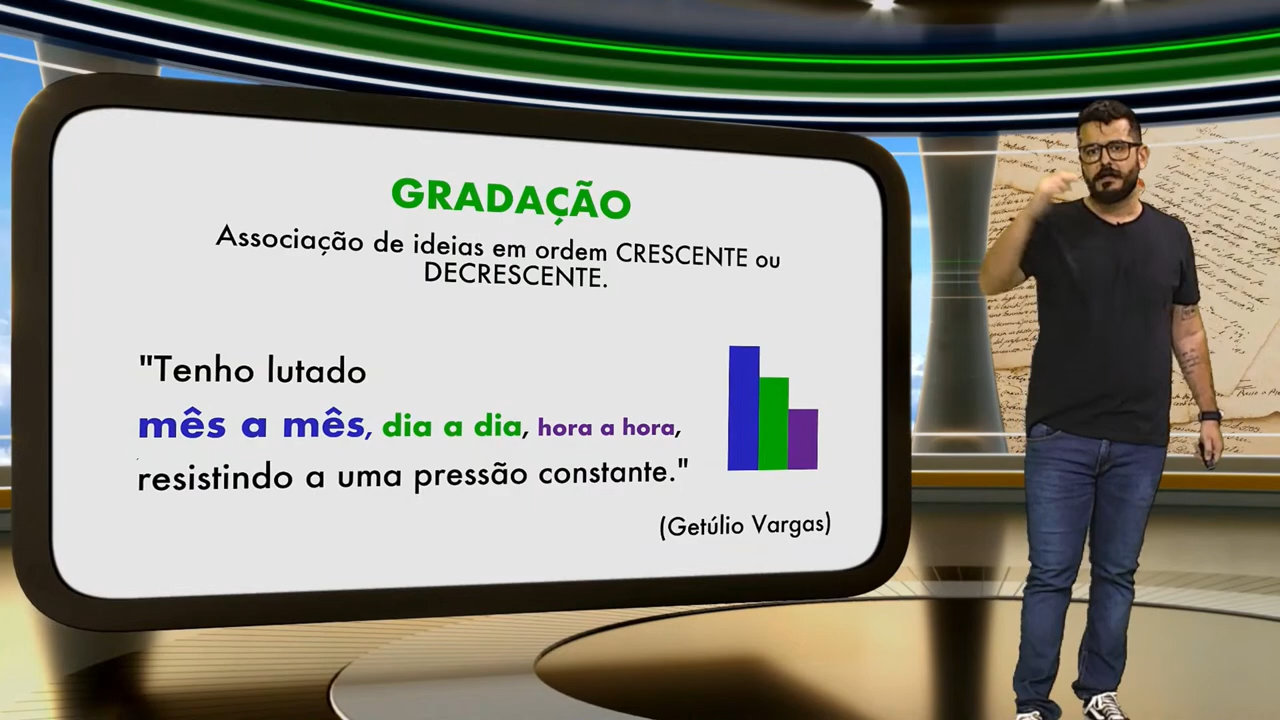 GRADAÇÃO
Associação de ideias em ordem CRESCENTE ou
DECRESCENTE.
"Tenho lutado
mês a mês, dia a dia, hora a hora,
resistindo a uma pressão constante."
(Getúlio Vargas)